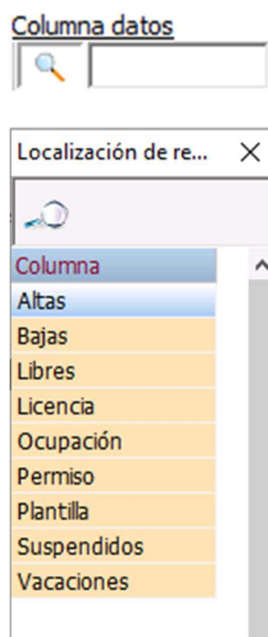 Columna datos
Localización de re...
Columna
Altas
Bajas
Libres
Licencia
Ocupación
Permiso
Plantilla
Suspendidos
Vacaciones